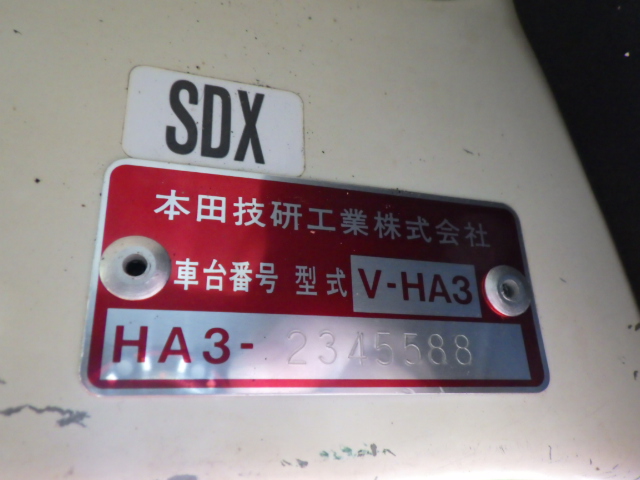 SDX
本田技研工業株式会社
車台番号 型式 V-HA3
HA3- 2345588